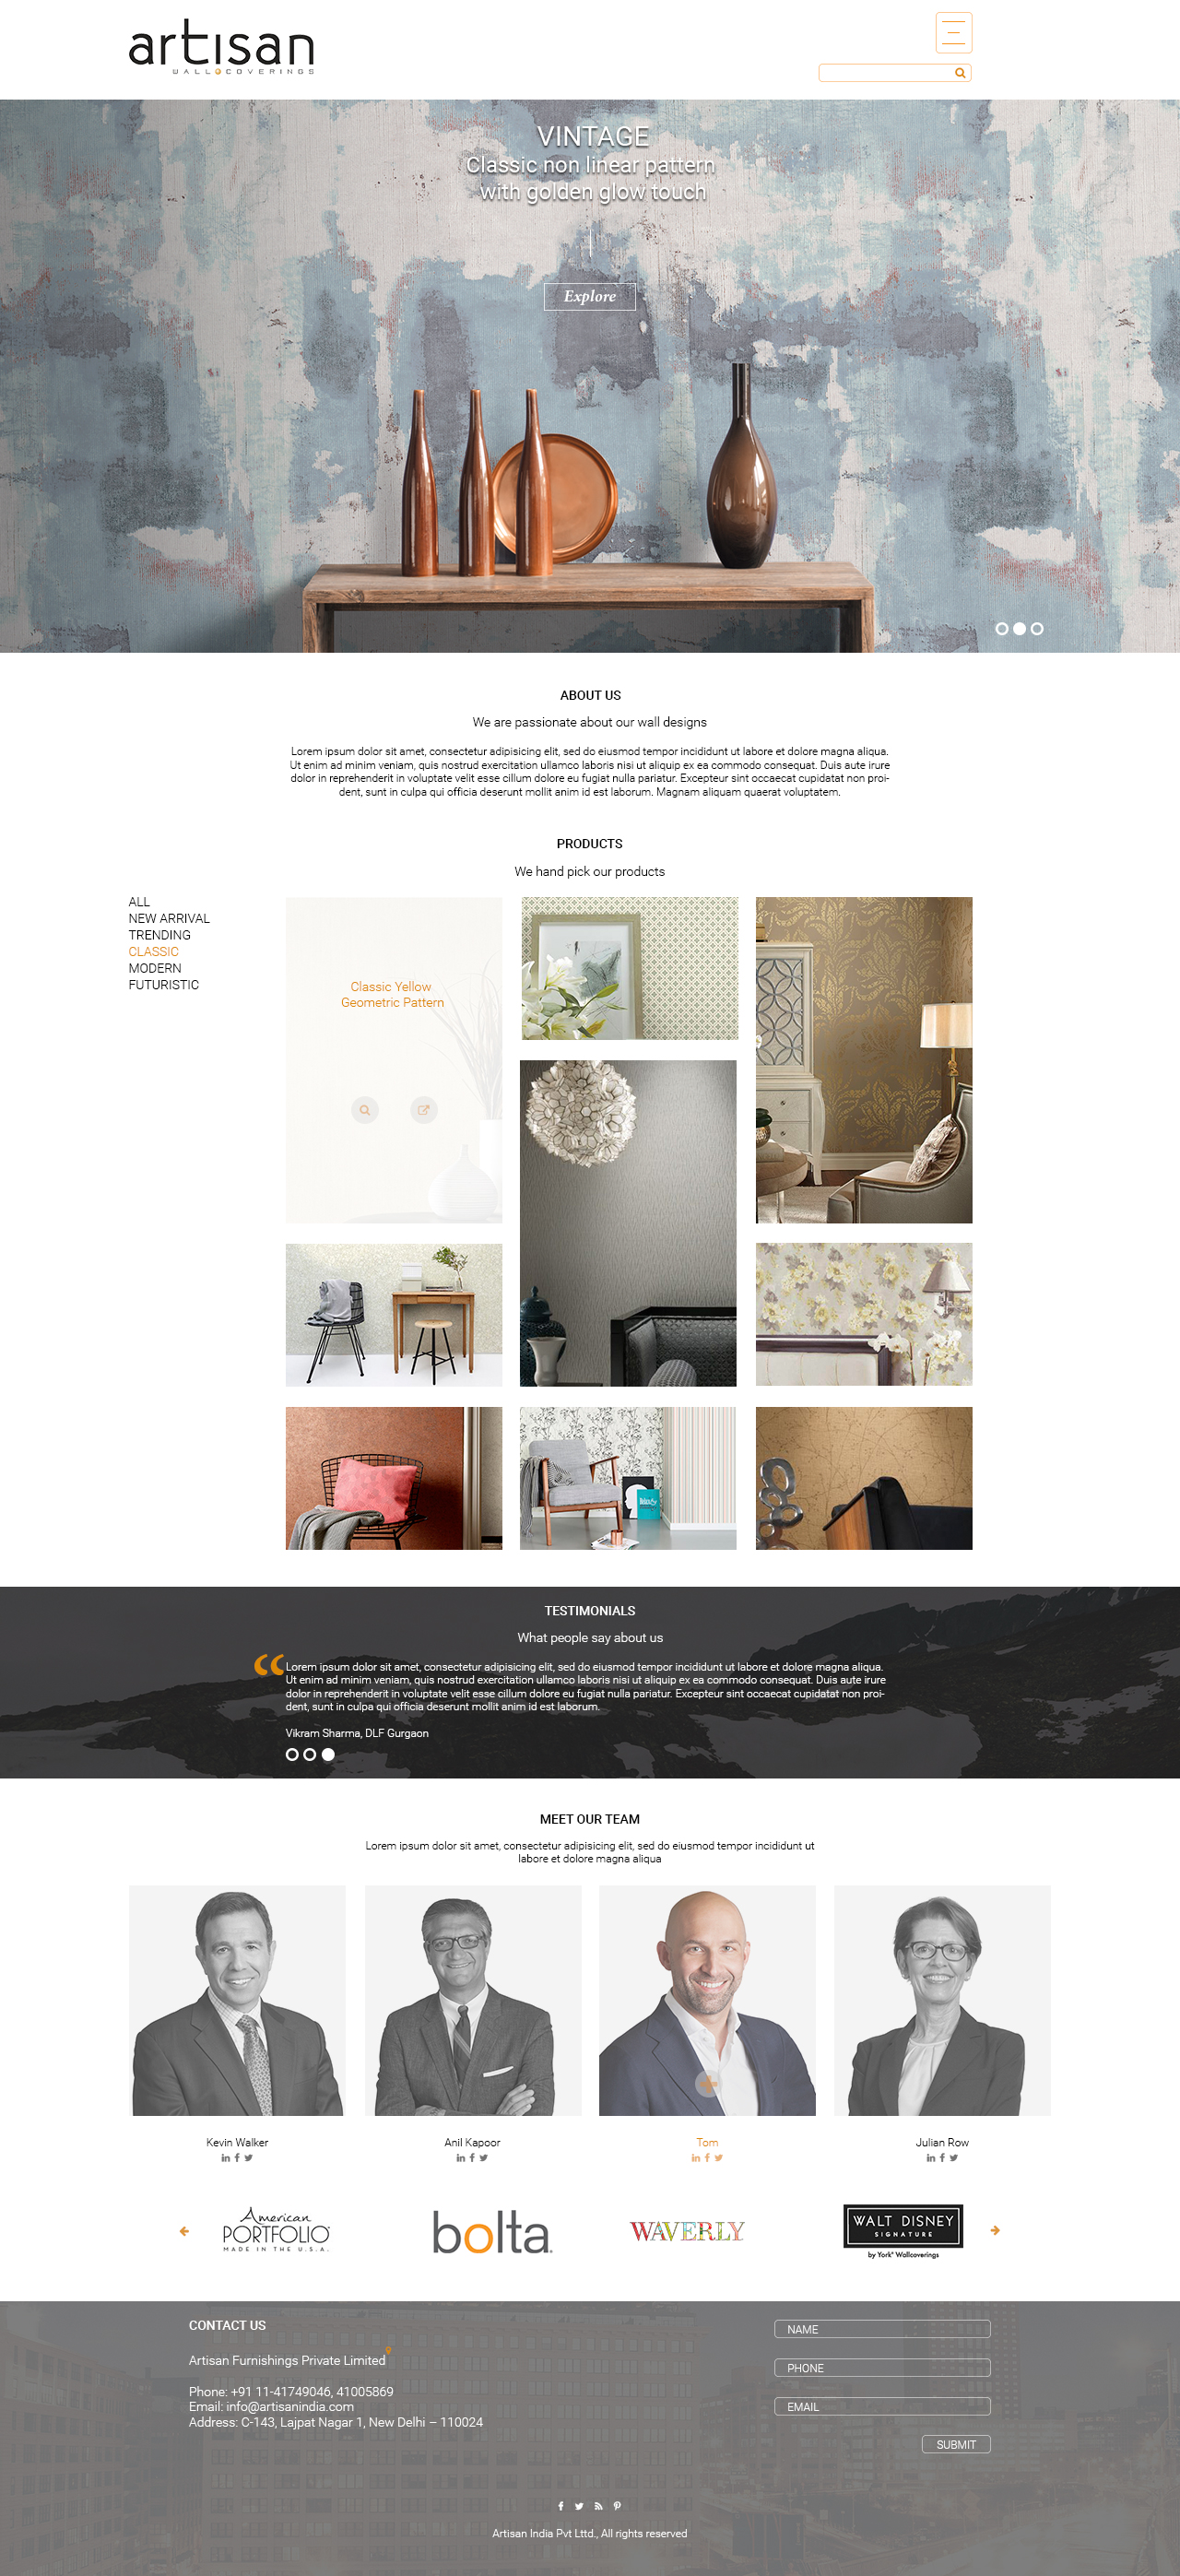 artisan
WALLCOVERINGS
VINTAGE
Classic non linear pattern
with golden glow touch
Explore
ABOUT US
We are passionate about our wall designs
Lorem ipsum dolor sit amet, consectetur adipisicing elit, sed do eiusmod tempor incididunt ut labore et dolore magna aliqua.
Ut enim ad minim veniam, quis nostrud exercitation ullamco laboris nisi ut aliquip ex ea commodo consequat. Duis aute irure
dolor in reprehenderit in voluptate velit esse cillum dolore eu fugiat nulla pariatur. Excepteur sint occaecat cupidatat non proi-
dent, sunt in culpa qui officia deserunt mollit anim id est laborum. Magnam aliquam quaerat voluptatem.
PRODUCTS
We hand pick our products
ALL
NEW ARRIVAL
TRENDING
CLASSIC
MODERN
FUTURISTIC
Classic Yellow
Geometric Pattern
TESTIMONIALS
What people say about us
Lorem ipsum dolor sit amet, consectetur adipisicing elit, sed do eiusmod tempor incididunt ut labore et dolore magna aliqua.
Ut enim ad minim veniam, quis nostrud exercitation ullamco laboris nisi ut aliquip ex ea commodo consequat. Duis aute irure
dolor in reprehenderit in voluptate velit esse cillum dolore eu fugiat nulla pariatur. Excepteur sint occaecat cupidatat non proi-
dent, sunt in culpa qui officia deserunt mollit anim id est laborum.
Vikram Sharma, DLF Gurgaon
MEET OUR TEAM
Lorem ipsum dolor sit amet, consectetur adipisicing elit, sed do eiusmod tempor incididunt ut
labore et dolore magna aliqua
Kevin Walker
Anil Kapoor
Tom
Julian Row
American
PORTFOLIO
MADE IN THE U.S.A.
bolta
WAVERLY
WALT DISNEY
SIGNATURE
by York® Wallcoverings
CONTACT US
Artisan Furnishings Private Limited
Phone: +91 11-41749046, 41005869
Email: info@artisanindia.com
Address: C-143, Lajpat Nagar 1, New Delhi – 110024
NAME
PHONE
EMAIL
SUBMIT
Artisan India Pvt Lttd., All rights reserved